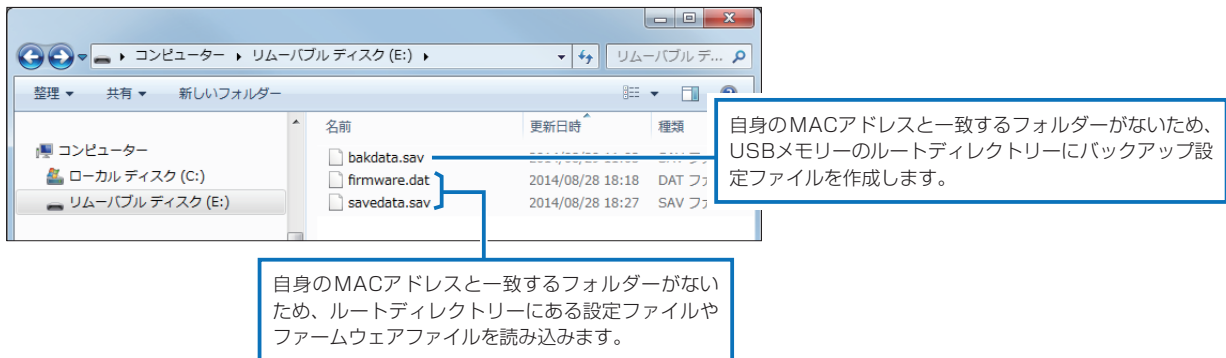 コンピューター ▸ リムーバブル ディスク (E:) ▸
リムーバブル デ...
整理 ▼ 共有 ▼ 新しいフォルダー
名前 更新日時 種類
コンピューター
ローカル ディスク (C:)
リムーバブル ディスク (E:)
bakdata.sav
firmware.dat 2014/08/28 18:18 DAT ファ
savedata.sav 2014/08/28 18:27 SAV ファ
自身のMACアドレスと一致するフォルダーがないため、
USBメモリーのルートディレクトリーにバックアップ設
定ファイルを作成します。
自身のMACアドレスと一致するフォルダーがない
ため、ルートディレクトリーにある設定ファイルや
ファームウェアファイルを読み込みます。